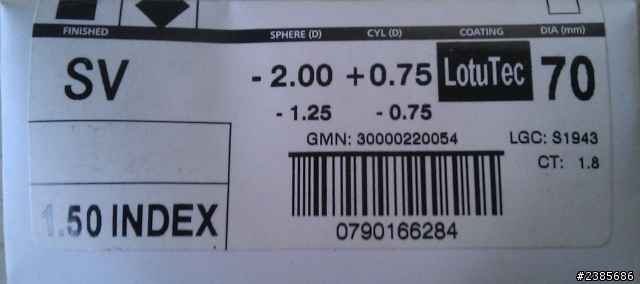 FINISHED SPHERE (D) CYL (D) COATING DIA (mm)
SV - 2.00 +0.75 LotuTec 70
- 1.25 - 0.75
GMN: 30000220054 LGC: S1943
CT: 1.8
1.50 INDEX
0790166284
#2385686